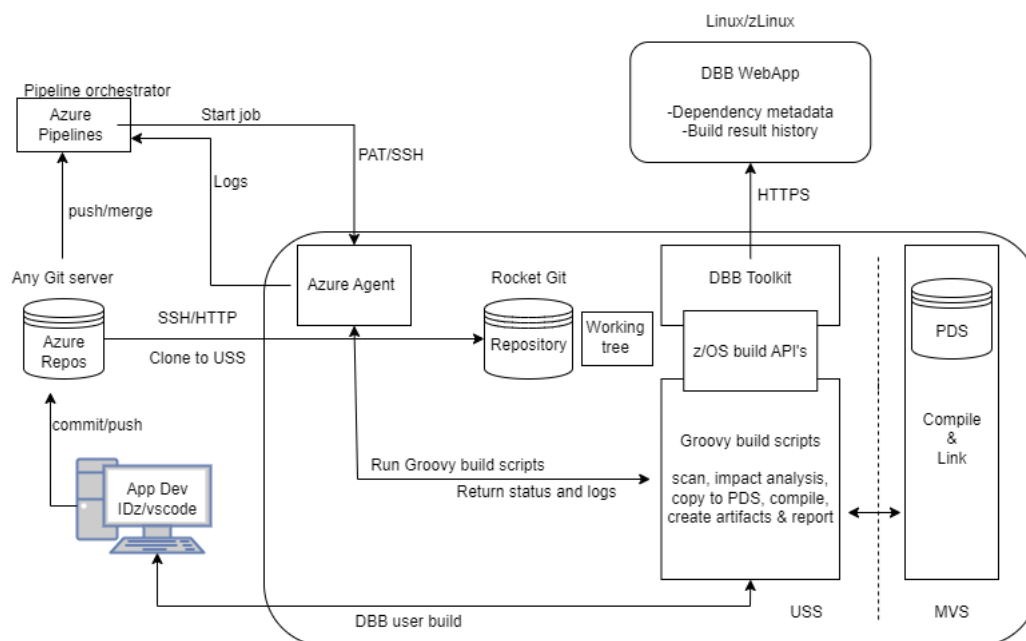 Linux/zLinux
DBB WebApp
-Dependency metadata
-Build result history
Pipeline orchestrator
Azure
Pipelines
Start job
PAT/SSH
Logs
HTTPS
push/merge
Any Git server
Azure
Repos
SSH/HTTP
Clone to USS
Azure Agent
Rocket Git
Repository
Working
tree
DBB Toolkit
z/OS build API's
PDS
Compile
&
Link
commit/push
App Dev
IDz/vscode
Run Groovy build scripts
Return status and logs
Groovy build scripts
scan, impact analysis,
copy to PDS, compile,
create artifacts & report
DBB user build
USS
MVS